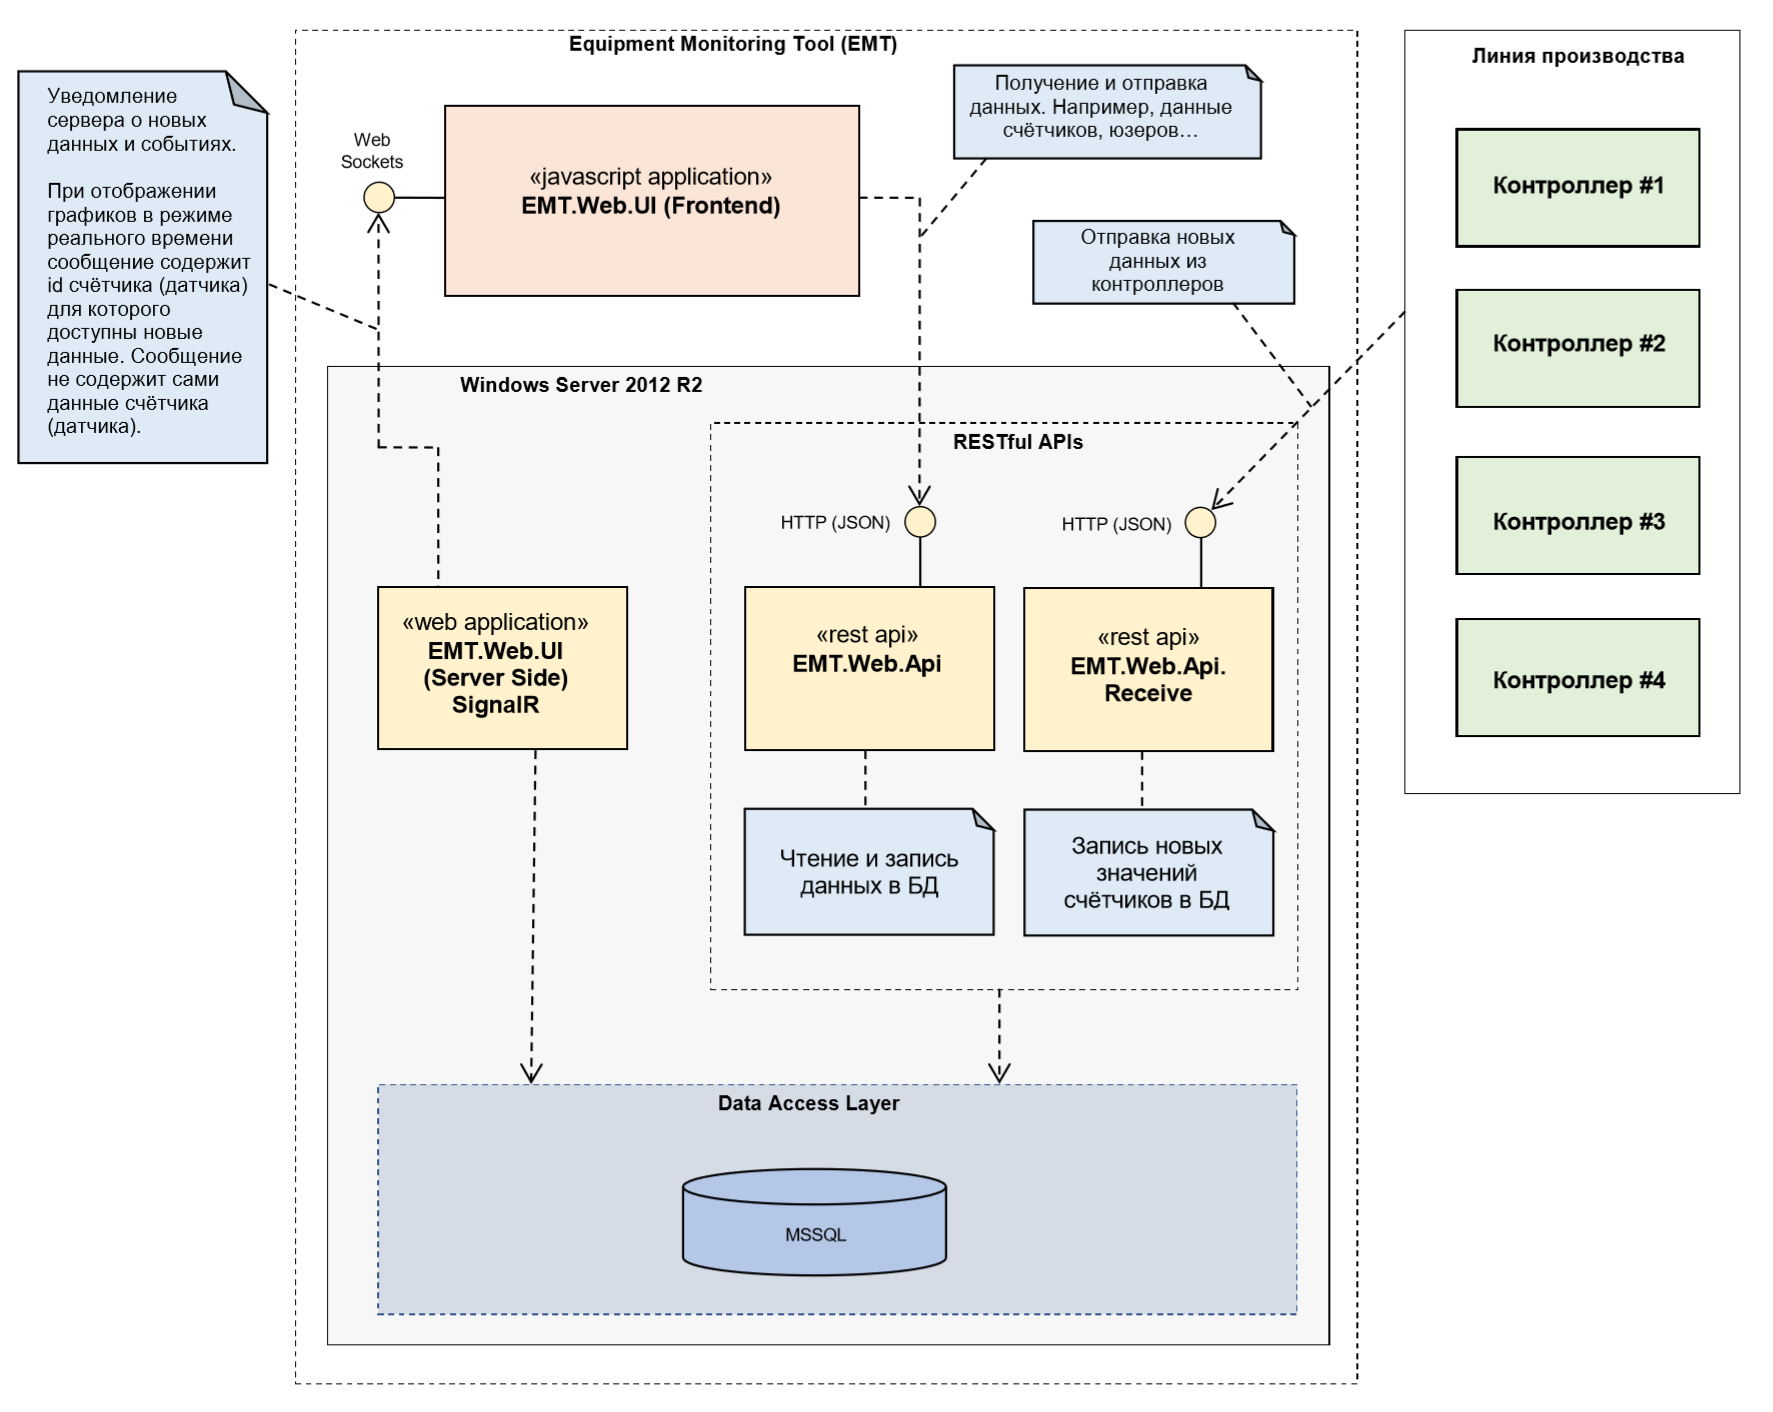 Equipment Monitoring Tool (EMT)
Линия производства
Уведомление
сервера о новых
данных и событиях.
При отображении
графиков в режиме
реального времени
сообщение содержит
id счётчика (датчика)
для которого
доступны новые
данные. Сообщение
не содержит сами
данные счётчика
(датчика).
Web
Sockets
«javascript application»
EMT.Web.UI (Frontend)
Получение и отправка
данных. Например, данные
счётчиков, юзеров…
Отправка новых
данных из
контроллеров
Контроллер #1
Контроллер #2
Контроллер #3
Контроллер #4
Windows Server 2012 R2
RESTful APIs
HTTP (JSON)
HTTP (JSON)
«web application»
EMT.Web.UI
(Server Side)
SignalR
«rest api»
EMT.Web.Api
«rest api»
EMT.Web.Api.
Receive
Чтение и запись
данных в БД
Запись новых
значений
счётчиков в БД
Data Access Layer
MSSQL